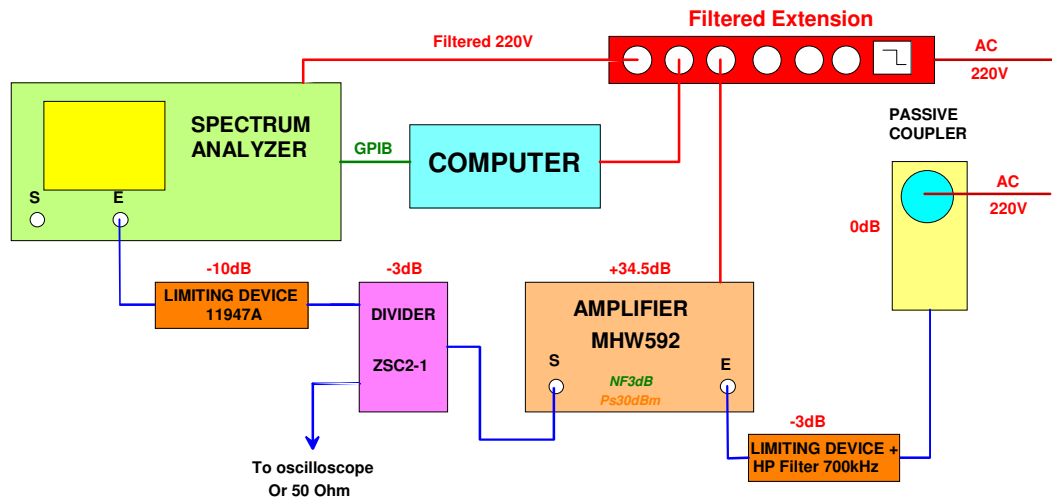 Filtered Extension
Filtered 220V
AC
220V
PASSIVE
COUPLER
SPECTRUM
ANALYZER
GPIB
COMPUTER
S
E
AC
220V
0dB
-10dB
-3dB
+34.5dB
LIMITING DEVICE
11947A
DIVIDER
ZSC2-1
AMPLIFIER
MHW592
S
E
NF3dB
Ps30dBm
-3dB
LIMITING DEVICE +
HP Filter 700kHz
To oscilloscope
Or 50 Ohm